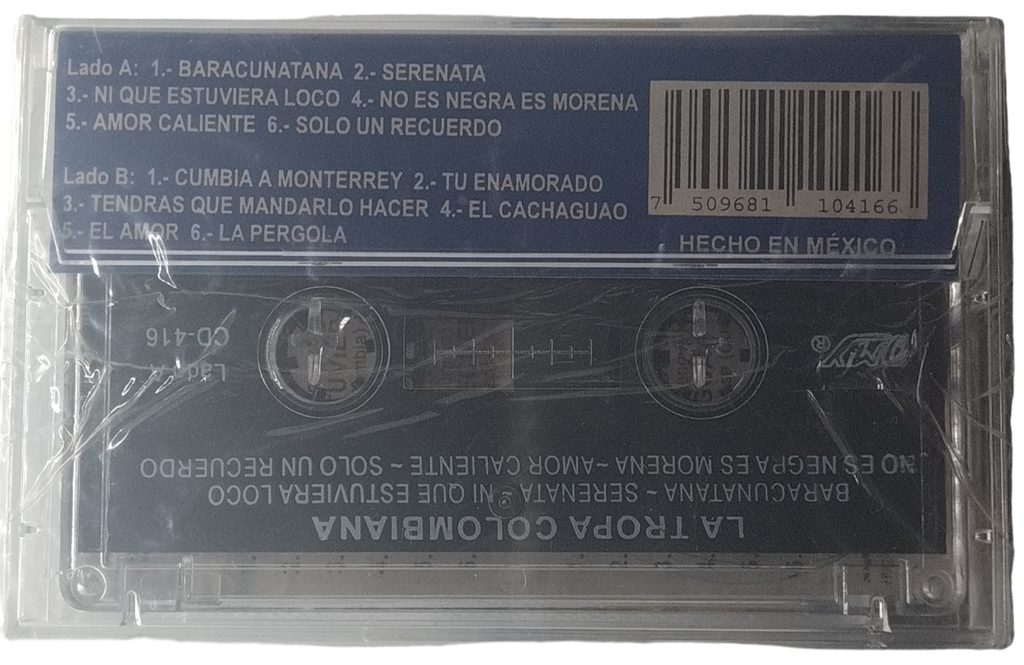 Lado A: 1.- BARACUNATANA 2.- SERENATA
3.- NI QUE ESTUVIERA LOCO 4.- NO ES NEGRA ES MORENA
5.- AMOR CALIENTE 6.- SOLO UN RECUERDO
Lado B: 1.- CUMBIA A MONTERREY 2.- TU ENAMORADO
3.- TENDRAS QUE MANDARLO HACER 4.- EL CACHAGUAO
5.- EL AMOR 6.- LA PERGOLA
7 509681 104166
HECHO EN MÉXICO
LA TROPA COLOMBIANA
BARACUNATANA ~ SERENATA ~ NI QUE ESTUVIERA LOCO
NO ES NEGRA ES MORENA ~ AMOR CALIENTE ~ SOLO UN RECUERDO
Lado A
CD-416